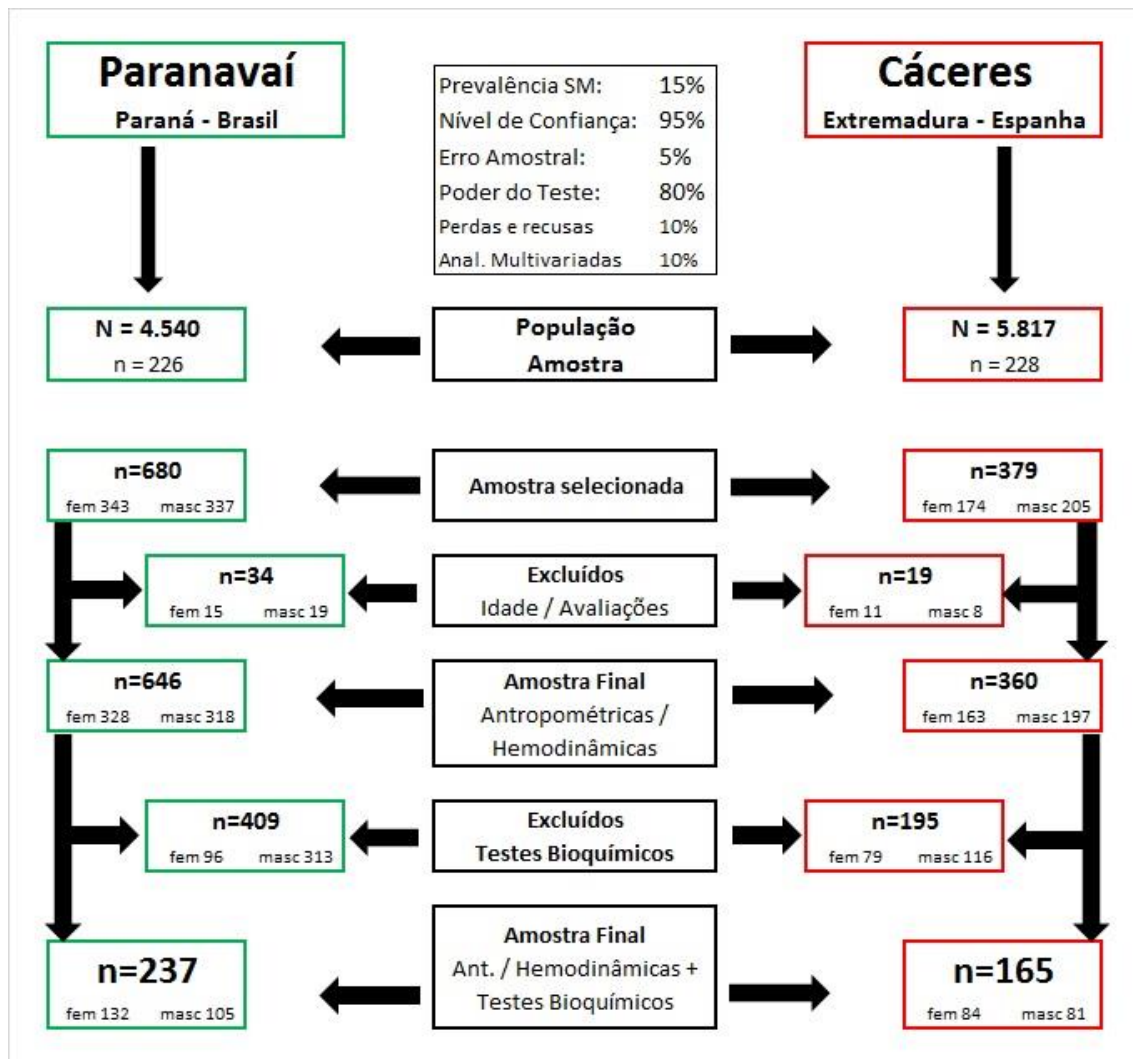 Paranavaí
Paraná - Brasil
Cáceres
Extremadura - Espanha
Prevalência SM: 15%
Nível de Confiança: 95%
Erro Amostral: 5%
Poder do Teste: 80%
Perdas e recusas 10%
Anal. Multivariadas 10%
N = 4.540
n = 226
População
Amostra
N = 5.817
n = 228
n=680
fem 343 masc 337
Amostra selecionada
n=379
fem 174 masc 205
n=34
fem 15 masc 19
Excluídos
Idade / Avaliações
n=19
fem 11 masc 8
n=646
fem 328 masc 318
Amostra Final
Antropométricas /
Hemodinâmicas
n=360
fem 163 masc 197
n=409
fem 96 masc 313
Excluídos
Testes Bioquímicos
n=195
fem 79 masc 116
n=237
fem 132 masc 105
Amostra Final
Ant. / Hemodinâmicas +
Testes Bioquímicos
n=165
fem 84 masc 81